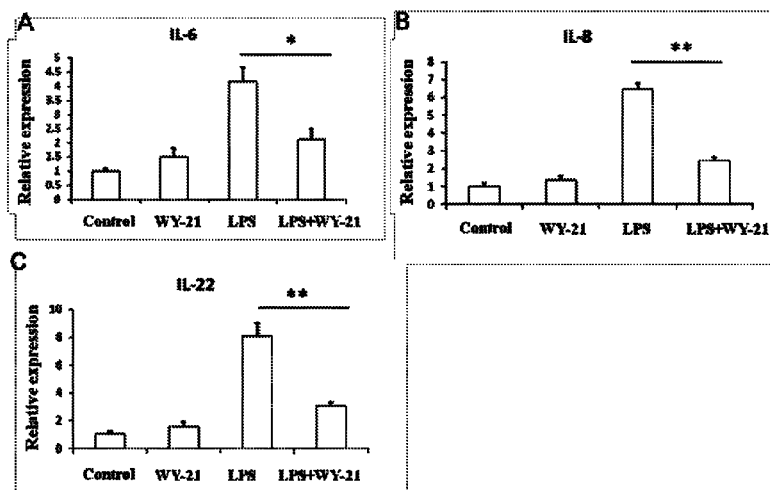 A
IL-6
*
Relative expression
5
4.5
4
3.5
3
2.5
2
1.5
1
0.5
0
Control WY-21 LPS LPS+WY-21
B
IL-8
**
Relative expression
8
7
6
5
4
3
2
1
0
Control WY-21 LPS LPS+WY-21
C
IL-22
**
Relative expression
10
8
6
4
2
0
Control WY-21 LPS LPS+WY-21